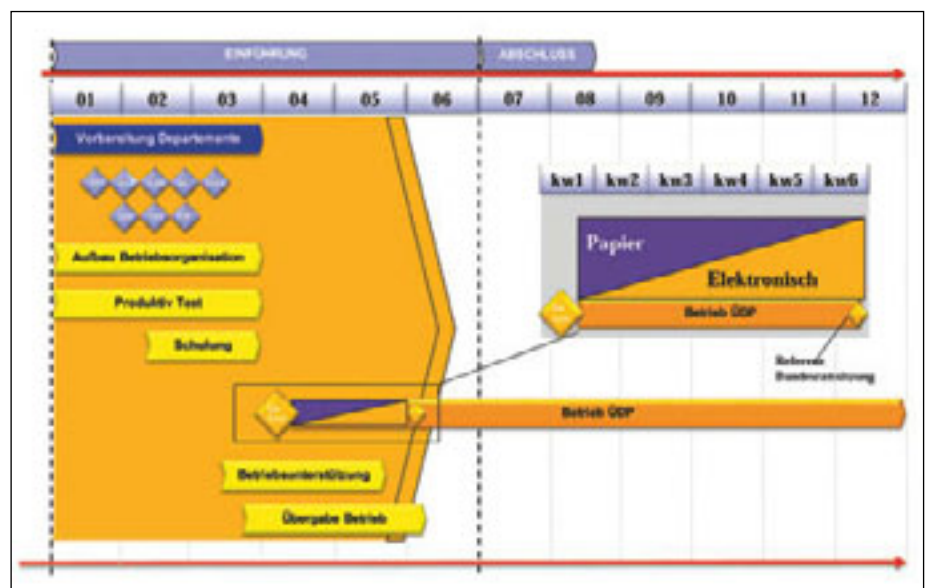 EINFÜHRUNG ABSCHLUSS
01 02 03 04 05 06 07 08 09 10 11 12
Vorbereitung Departemente
kw1 kw2 kw3 kw4 kw5 kw6
Papier
Elektronisch
Aufbau Betriebsorganisation
Produktiv Test
Betrieb ÜDP
Schulung
Betrieb ÜDP
Betriebsunterstützung
Übergabe Betrieb